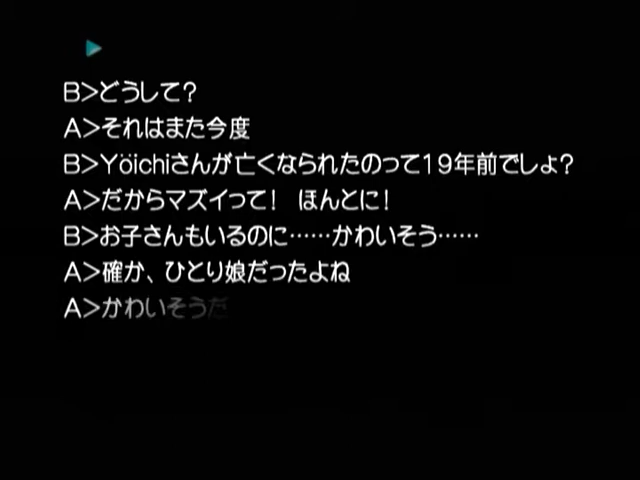 B>どうして？
A>それはまた今度
B>Yöichiさんが亡くなられたのって19年前でしょ？
A>だからマズイって！ ほんとに！
B>お子さんもいるのに……かわいそう……
A>確か、ひとり娘だったよね
A>かわいそうだ